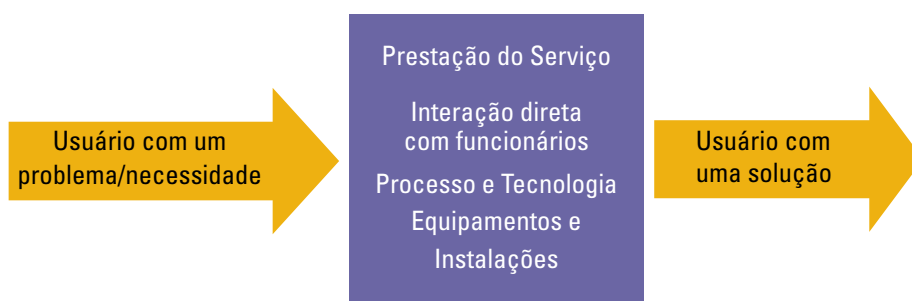 Usuário com um
problema/necessidade
Prestação do Serviço
Interação direta
com funcionários
Processo e Tecnologia
Equipamentos e
Instalações
Usuário com
uma solução